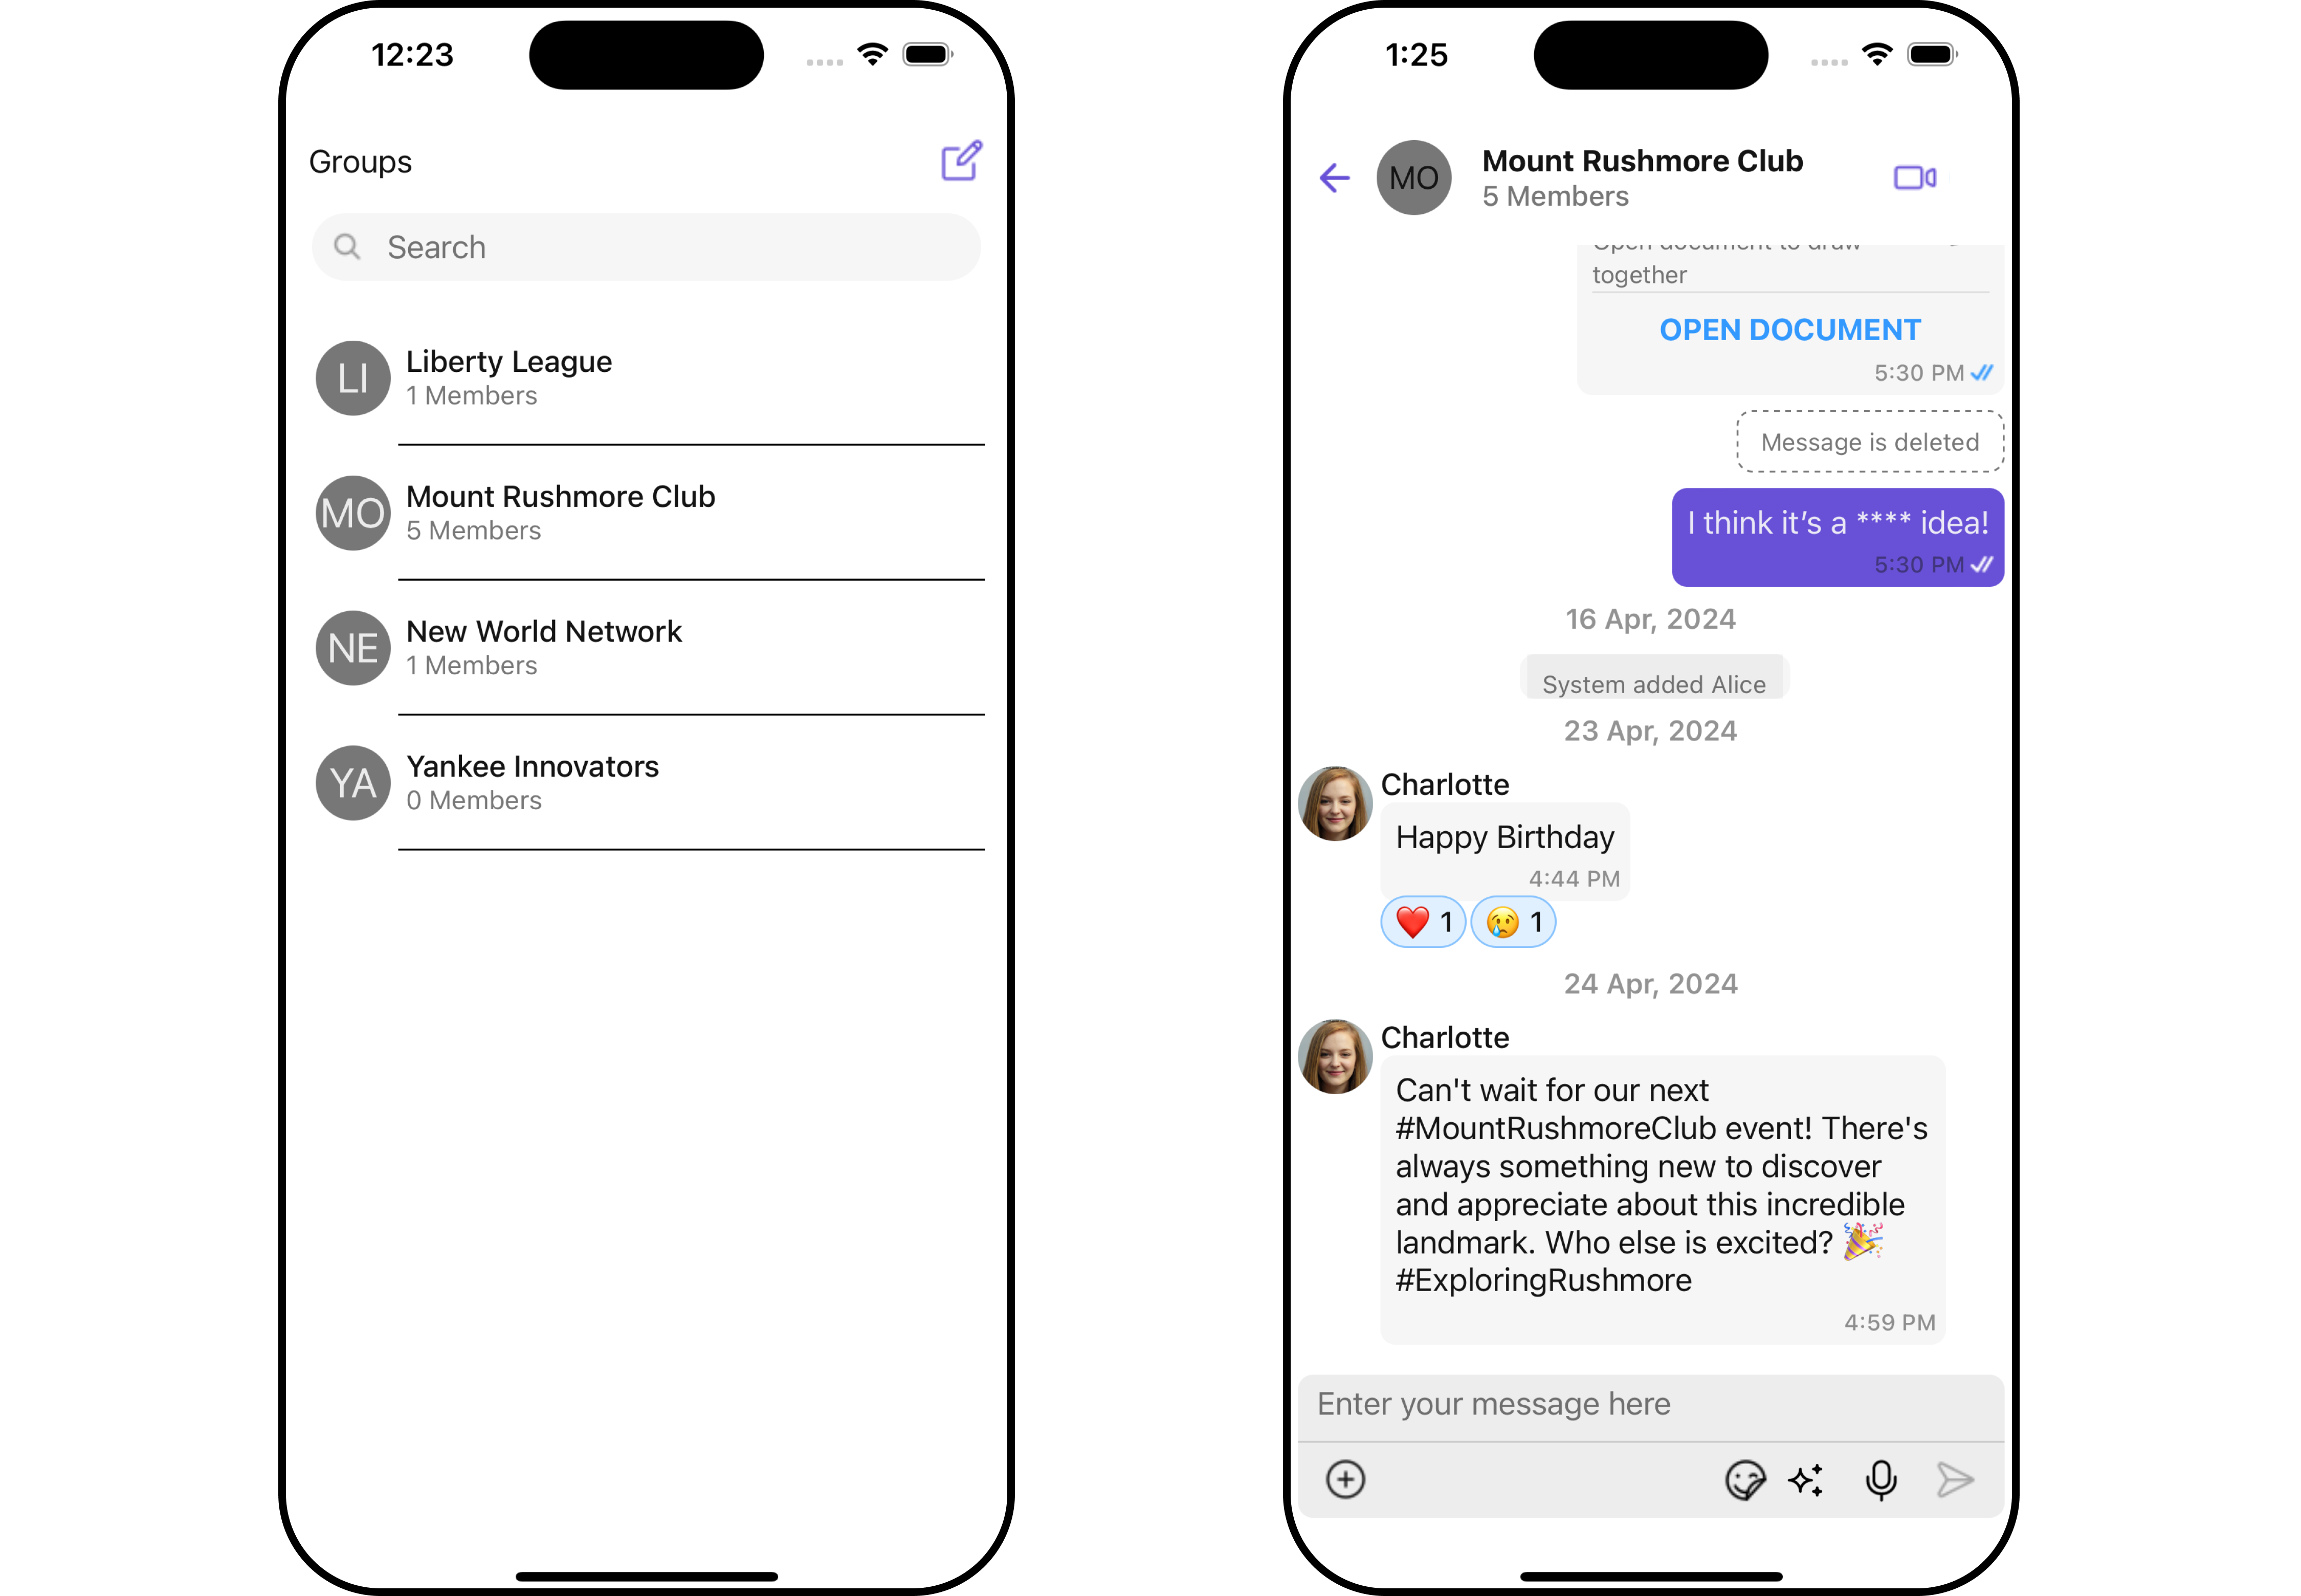 12:23
Groups
Search
LI
Liberty League
1 Members
MO
Mount Rushmore Club
5 Members
NE
New World Network
1 Members
YA
Yankee Innovators
0 Members
1:25
MO
Mount Rushmore Club
5 Members
Open document to draw
together
OPEN DOCUMENT
5:30 PM
Message is deleted
I think it’s a **** idea!
5:30 PM
16 Apr, 2024
System added Alice
23 Apr, 2024
Charlotte
Happy Birthday
4:44 PM
❤️ 1 😢 1
24 Apr, 2024
Charlotte
Can't wait for our next
#MountRushmoreClub event! There's
always something new to discover
and appreciate about this incredible
landmark. Who else is excited? 🎉
#ExploringRushmore
4:59 PM
Enter your message here